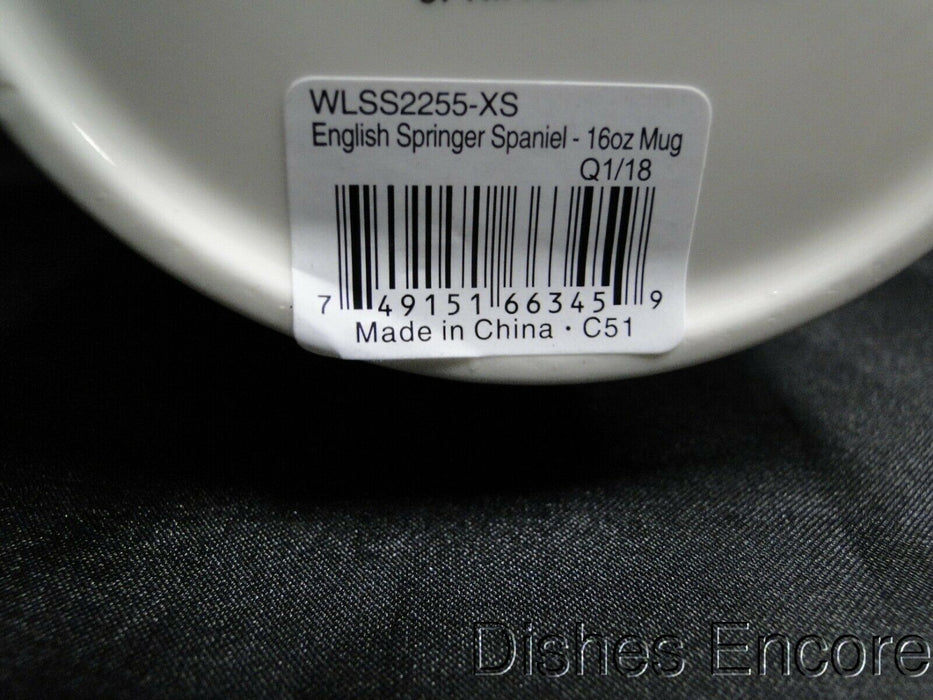 WLSS2255-XS
English Springer Spaniel - 16oz Mug
Q1/18
7 49151 66345 9
Made in China · C51
Dishes Encore